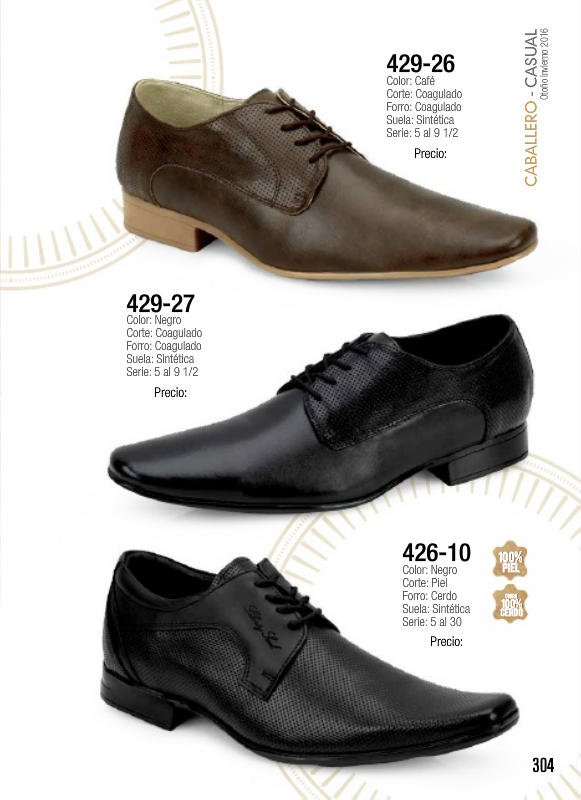 429-26
Color: Café
Corte: Coagulado
Forro: Coagulado
Suela: Sintética
Serie: 5 al 9 1/2
Precio:
CABALLERO - CASUAL
Otoño Invierno 2016
429-27
Color: Negro
Corte: Coagulado
Forro: Coagulado
Suela: Sintética
Serie: 5 al 9 1/2
Precio:
426-10
Color: Negro
Corte: Piel
Forro: Cerdo
Suela: Sintética
Serie: 5 al 30
Precio:
100%
PIEL
100%
CERDO
304